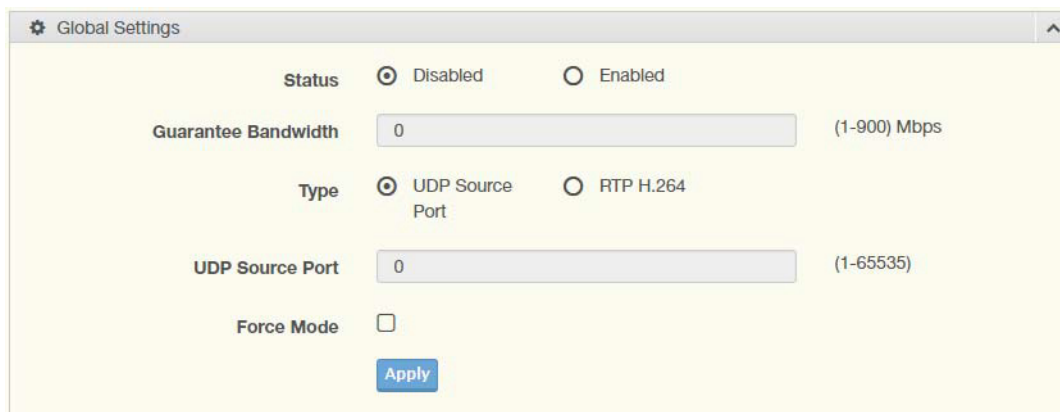 Global Settings
Status Disabled Enabled
Guarantee Bandwidth 0 (1-900) Mbps
Type UDP Source RTP H.264
Port
UDP Source Port 0 (1-65535)
Force Mode
Apply